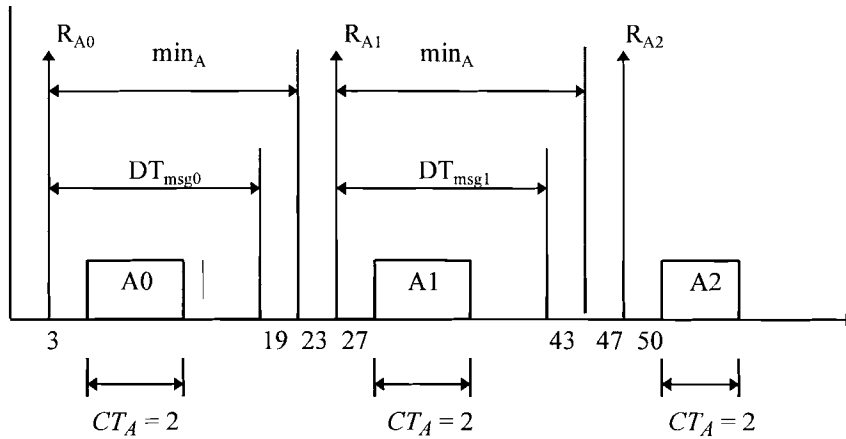 R_A0 R_A1 R_A2
min_A min_A
DT_msg0 DT_msg1
A0 A1 A2
3 19 23 27 43 47 50
CT_A = 2 CT_A = 2 CT_A = 2